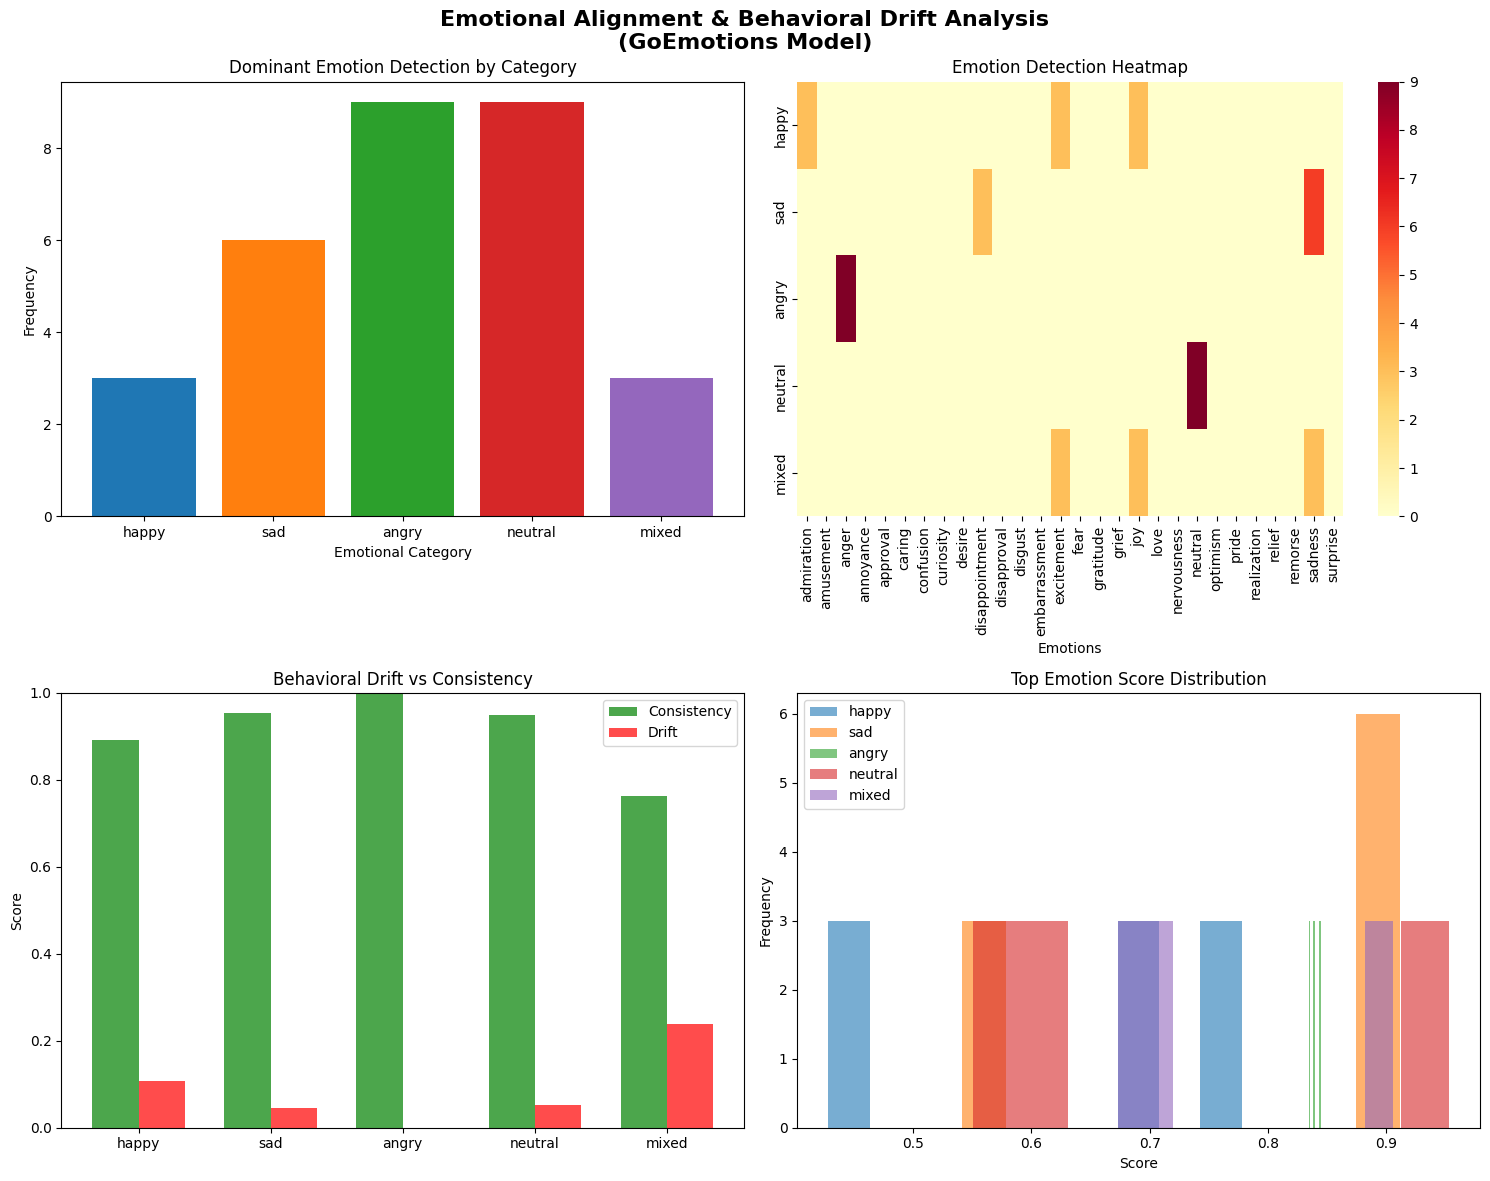 Emotional Alignment & Behavioral Drift Analysis
(GoEmotions Model)
Dominant Emotion Detection by Category
Frequency
8
6
4
2
0
happy sad angry neutral mixed
Emotional Category
Emotion Detection Heatmap
happy
sad
angry
neutral
mixed
admiration
amusement
anger
annoyance
approval
caring
confusion
curiosity
desire
disappointment
disapproval
disgust
embarrassment
excitement
fear
gratitude
grief
joy
love
nervousness
neutral
optimism
pride
realization
relief
remorse
sadness
surprise
Emotions
9
8
7
6
5
4
3
2
1
0
Behavioral Drift vs Consistency
Score
1.0
0.8
0.6
0.4
0.2
0.0
Consistency
Drift
happy sad angry neutral mixed
Top Emotion Score Distribution
Frequency
6
5
4
3
2
1
0
happy
sad
angry
neutral
mixed
0.5 0.6 0.7 0.8 0.9
Score